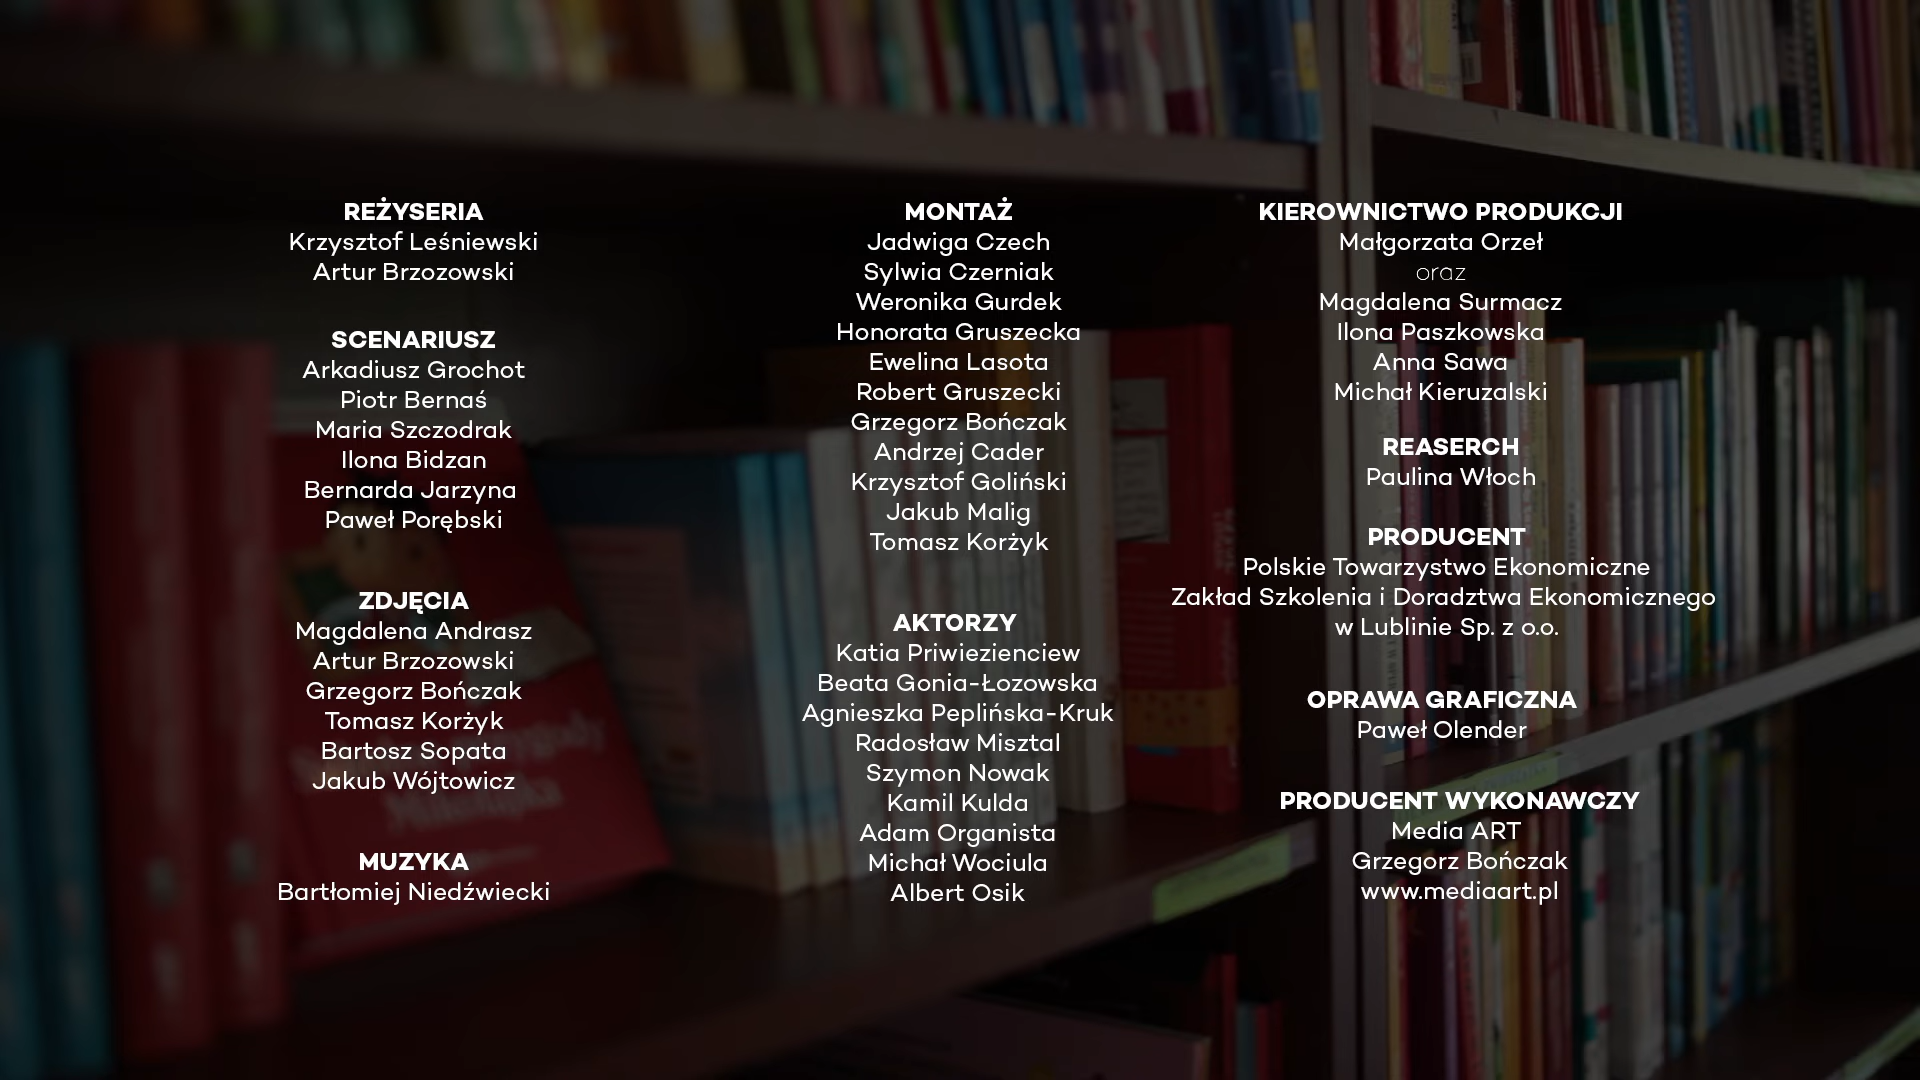 REŻYSERIA
Krzysztof Leśniewski
Artur Brzozowski
SCENARIUSZ
Arkadiusz Grochot
Piotr Bernaś
Maria Szczodrak
Ilona Bidzan
Bernarda Jarzyna
Paweł Porębski
ZDJĘCIA
Magdalena Andrasz
Artur Brzozowski
Grzegorz Bończak
Tomasz Korżyk
Bartosz Sopata
Jakub Wójtowicz
MUZYKA
Bartłomiej Niedźwiecki
MONTAŻ
Jadwiga Czech
Sylwia Czerniak
Weronika Gurdek
Honorata Gruszecka
Ewelina Lasota
Robert Gruszecki
Grzegorz Bończak
Andrzej Cader
Krzysztof Goliński
Jakub Malig
Tomasz Korżyk
AKTORZY
Katia Priwiezienciew
Beata Gonia-Łozowska
Agnieszka Peplińska-Kruk
Radosław Misztal
Szymon Nowak
Kamil Kulda
Adam Organista
Michał Wociula
Albert Osik
KIEROWNICTWO PRODUKCJI
Małgorzata Orzeł
oraz
Magdalena Surmacz
Ilona Paszkowska
Anna Sawa
Michał Kieruzalski
REASERCH
Paulina Włoch
PRODUCENT
Polskie Towarzystwo Ekonomiczne
Zakład Szkolenia i Doradztwa Ekonomicznego
w Lublinie Sp. z o.o.
OPRAWA GRAFICZNA
Paweł Olender
PRODUCENT WYKONAWCZY
Media ART
Grzegorz Bończak
www.mediaart.pl